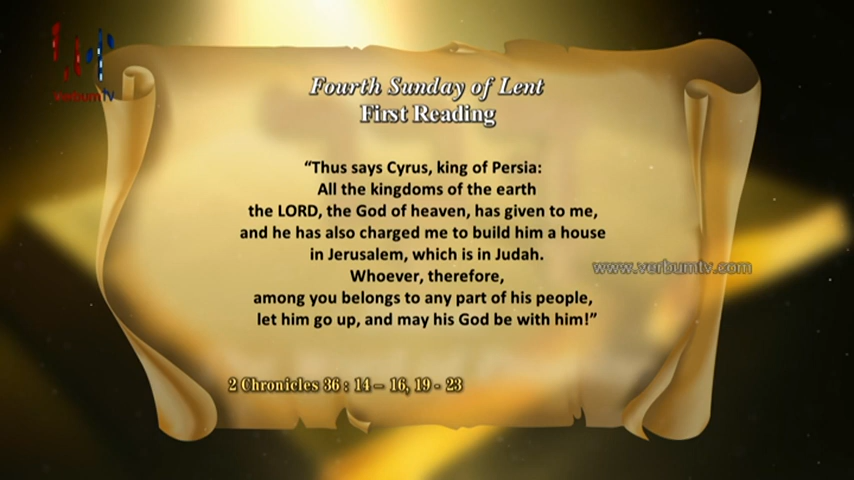 verbumTV
Fourth Sunday of Lent
First Reading
“Thus says Cyrus, king of Persia:
All the kingdoms of the earth
the LORD, the God of heaven, has given to me,
and he has also charged me to build him a house
in Jerusalem, which is in Judah.
www.verbumtv.com
Whoever, therefore,
among you belongs to any part of his people,
let him go up, and may his God be with him!”
2 Chronicles 36 : 14 – 16, 19 - 23